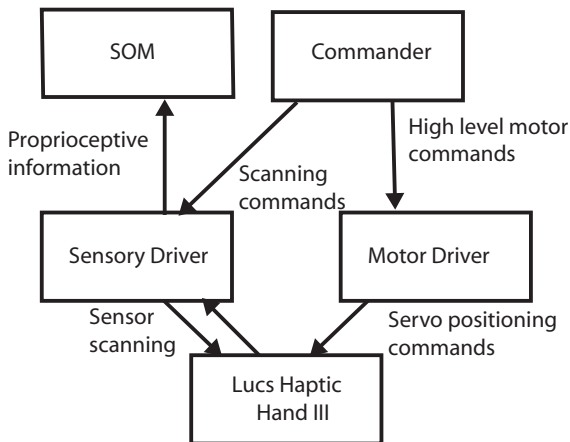 SOM
Commander
Proprioceptive
information
High level motor
commands
Scanning
commands
Sensory Driver
Motor Driver
Sensor
scanning
Servo positioning
commands
Lucs Haptic
Hand III